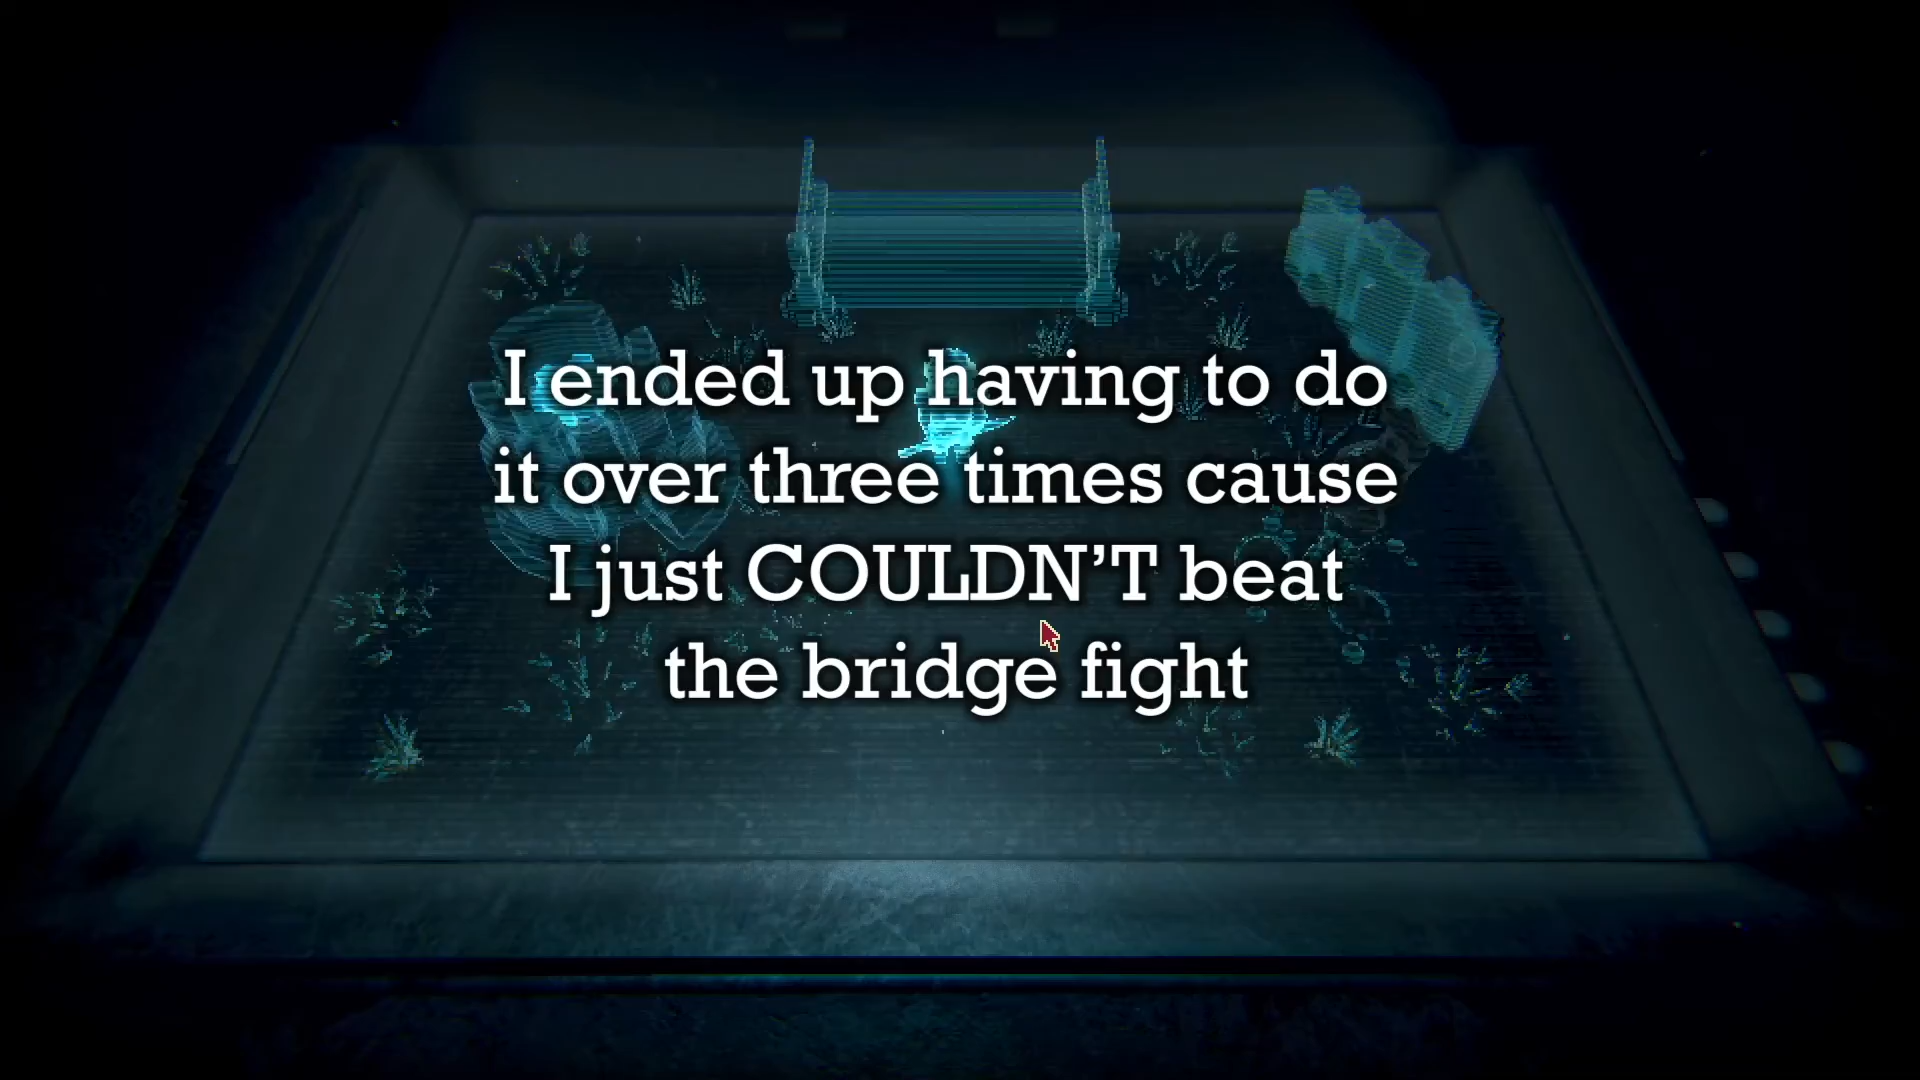 I ended up having to do
it over three times cause
I just COULDN’T beat
the bridge fight